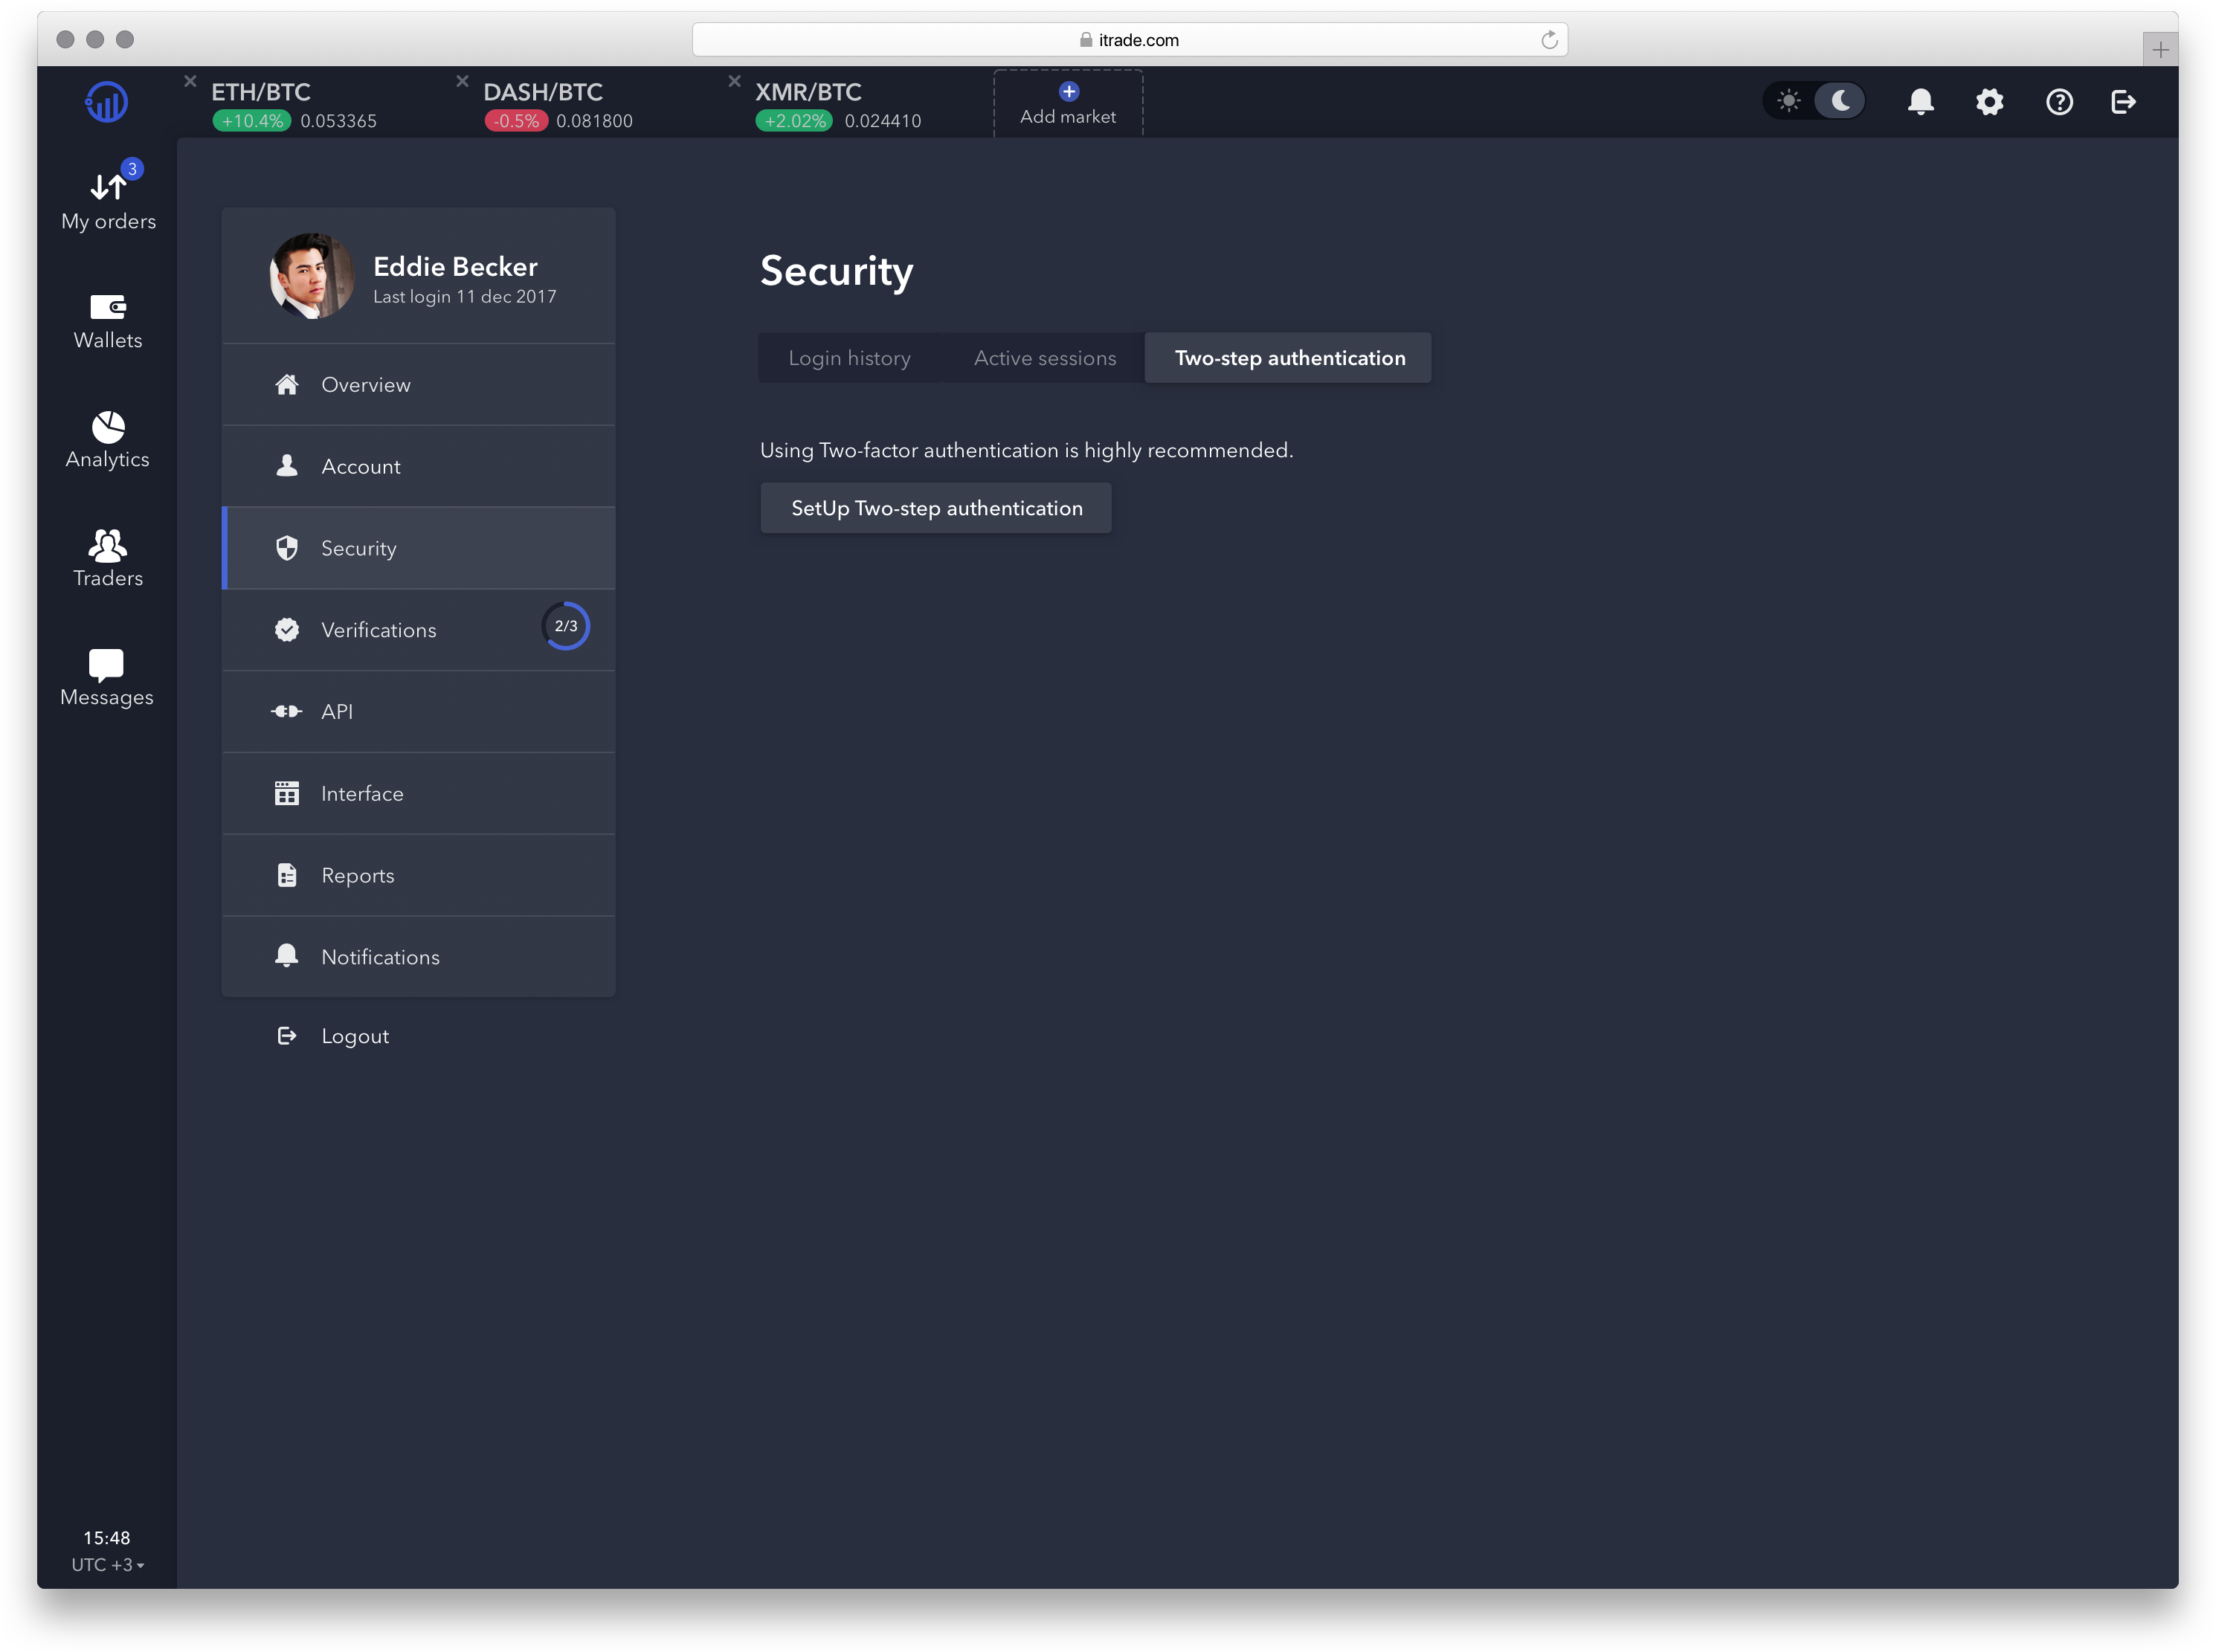 itrade.com
ETH/BTC
+10.4% 0.053365
DASH/BTC
-0.5% 0.081800
XMR/BTC
+2.02% 0.024410
Add market
3
My orders
Wallets
Analytics
Traders
Messages
15:48
UTC +3
Eddie Becker
Last login 11 dec 2017
Overview
Account
Security
Verifications 2/3
API
Interface
Reports
Notifications
Logout
Security
Login history Active sessions Two-step authentication
Using Two-factor authentication is highly recommended.
SetUp Two-step authentication